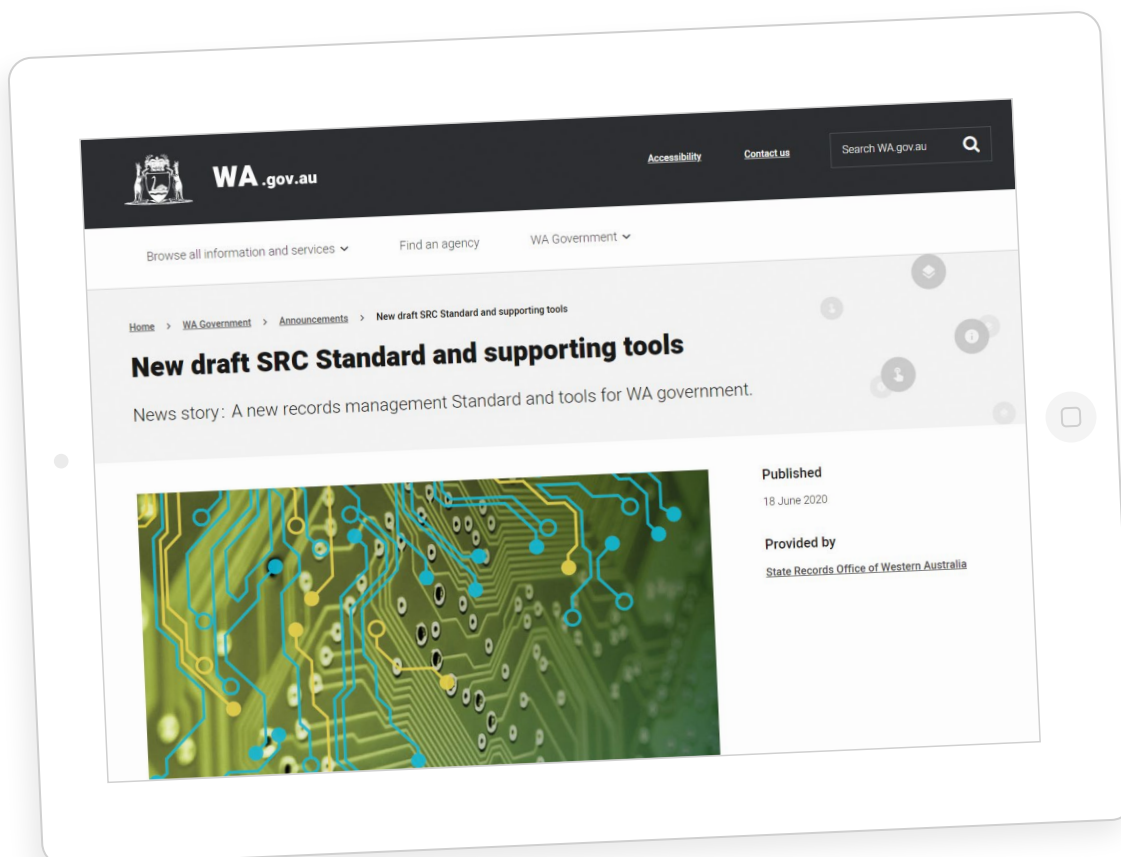 WA.gov.au
Accessibility
Contact us
Search WA.gov.au
Browse all information and services
Find an agency
WA Government
Home > WA Government > Announcements > New draft SRC Standard and supporting tools
New draft SRC Standard and supporting tools
News story: A new records management Standard and tools for WA government.
Published
18 June 2020
Provided by
State Records Office of Western Australia